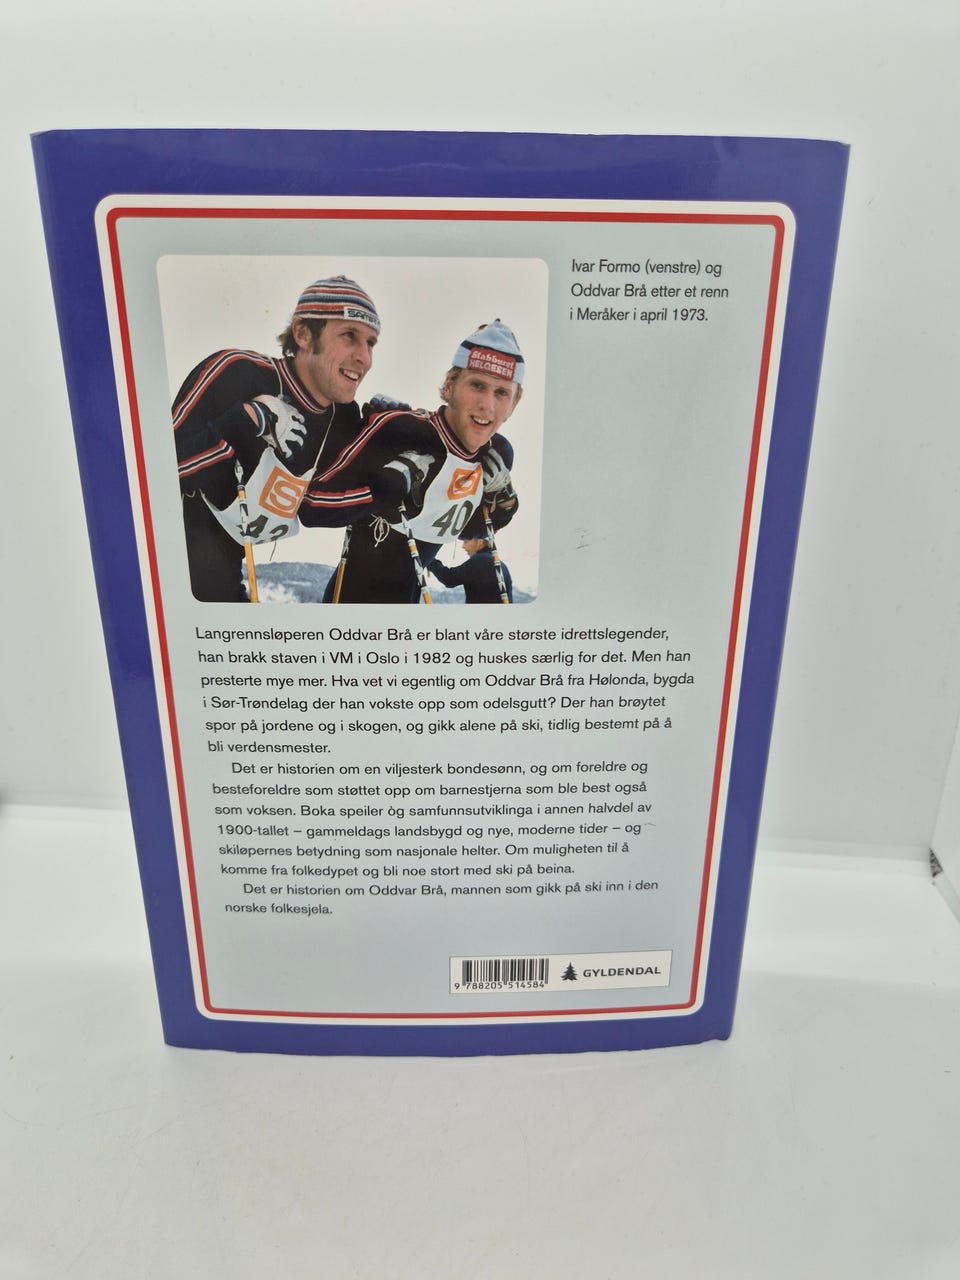 Ivar Formo (venstre) og
Oddvar Brå etter et renn
i Meråker i april 1973.
Stabburet
HELGESEN
S
S
43
40
Langrennsløperen Oddvar Brå er blant våre største idrettslegender,
han brakk staven i VM i Oslo i 1982 og huskes særlig for det. Men han
presterte mye mer. Hva vet vi egentlig om Oddvar Brå fra Hølonda, bygda
i Sør-Trøndelag der han vokste opp som odelsgutt? Der han brøytet
spor på jordene og i skogen, og gikk alene på ski, tidlig bestemt på å
bli verdensmester.
Det er historien om en viljesterk bondesønn, og om foreldre og
besteforeldre som støttet opp om barnestjerna som ble best også
som voksen. Boka speiler òg samfunnsutviklinga i annen halvdel av
1900-tallet – gammeldags landsbygd og nye, moderne tider – og
skiløpernes betydning som nasjonale helter. Om muligheten til å
komme fra folkedypet og bli noe stort med ski på beina.
Det er historien om Oddvar Brå, mannen som gikk på ski inn i den
norske folkesjela.
9 788205 514584
GYLDENDAL